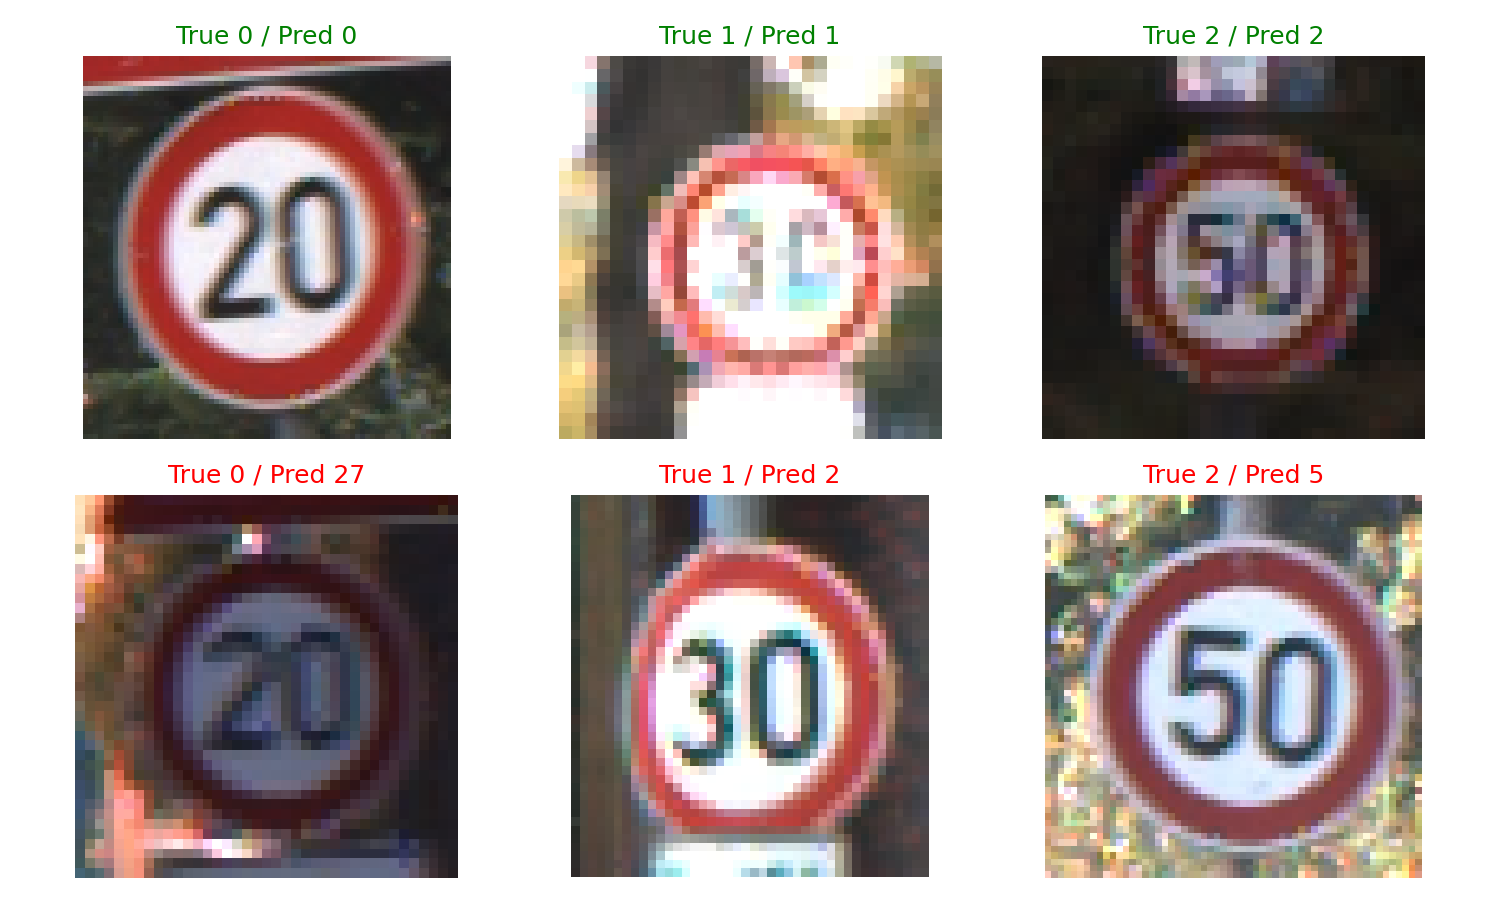 True 0 / Pred 0
True 1 / Pred 1
True 2 / Pred 2
20
50
True 0 / Pred 27
True 1 / Pred 2
True 2 / Pred 5
20
30
50